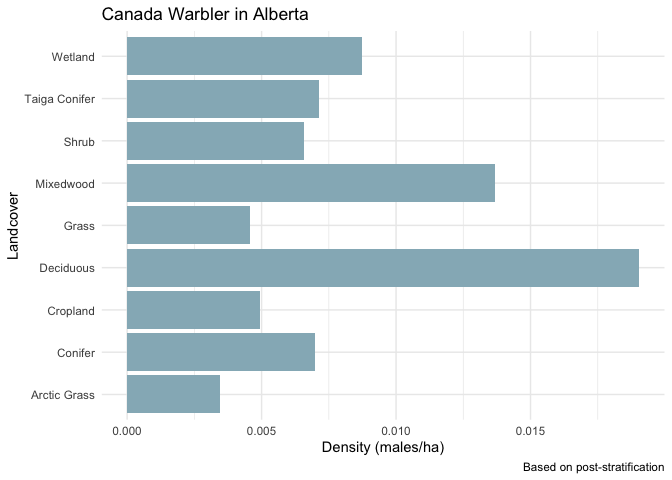 Canada Warbler in Alberta
Landcover
Wetland
Taiga Conifer
Shrub
Mixedwood
Grass
Deciduous
Cropland
Conifer
Arctic Grass
0.000 0.005 0.010 0.015
Density (males/ha)
Based on post-stratification